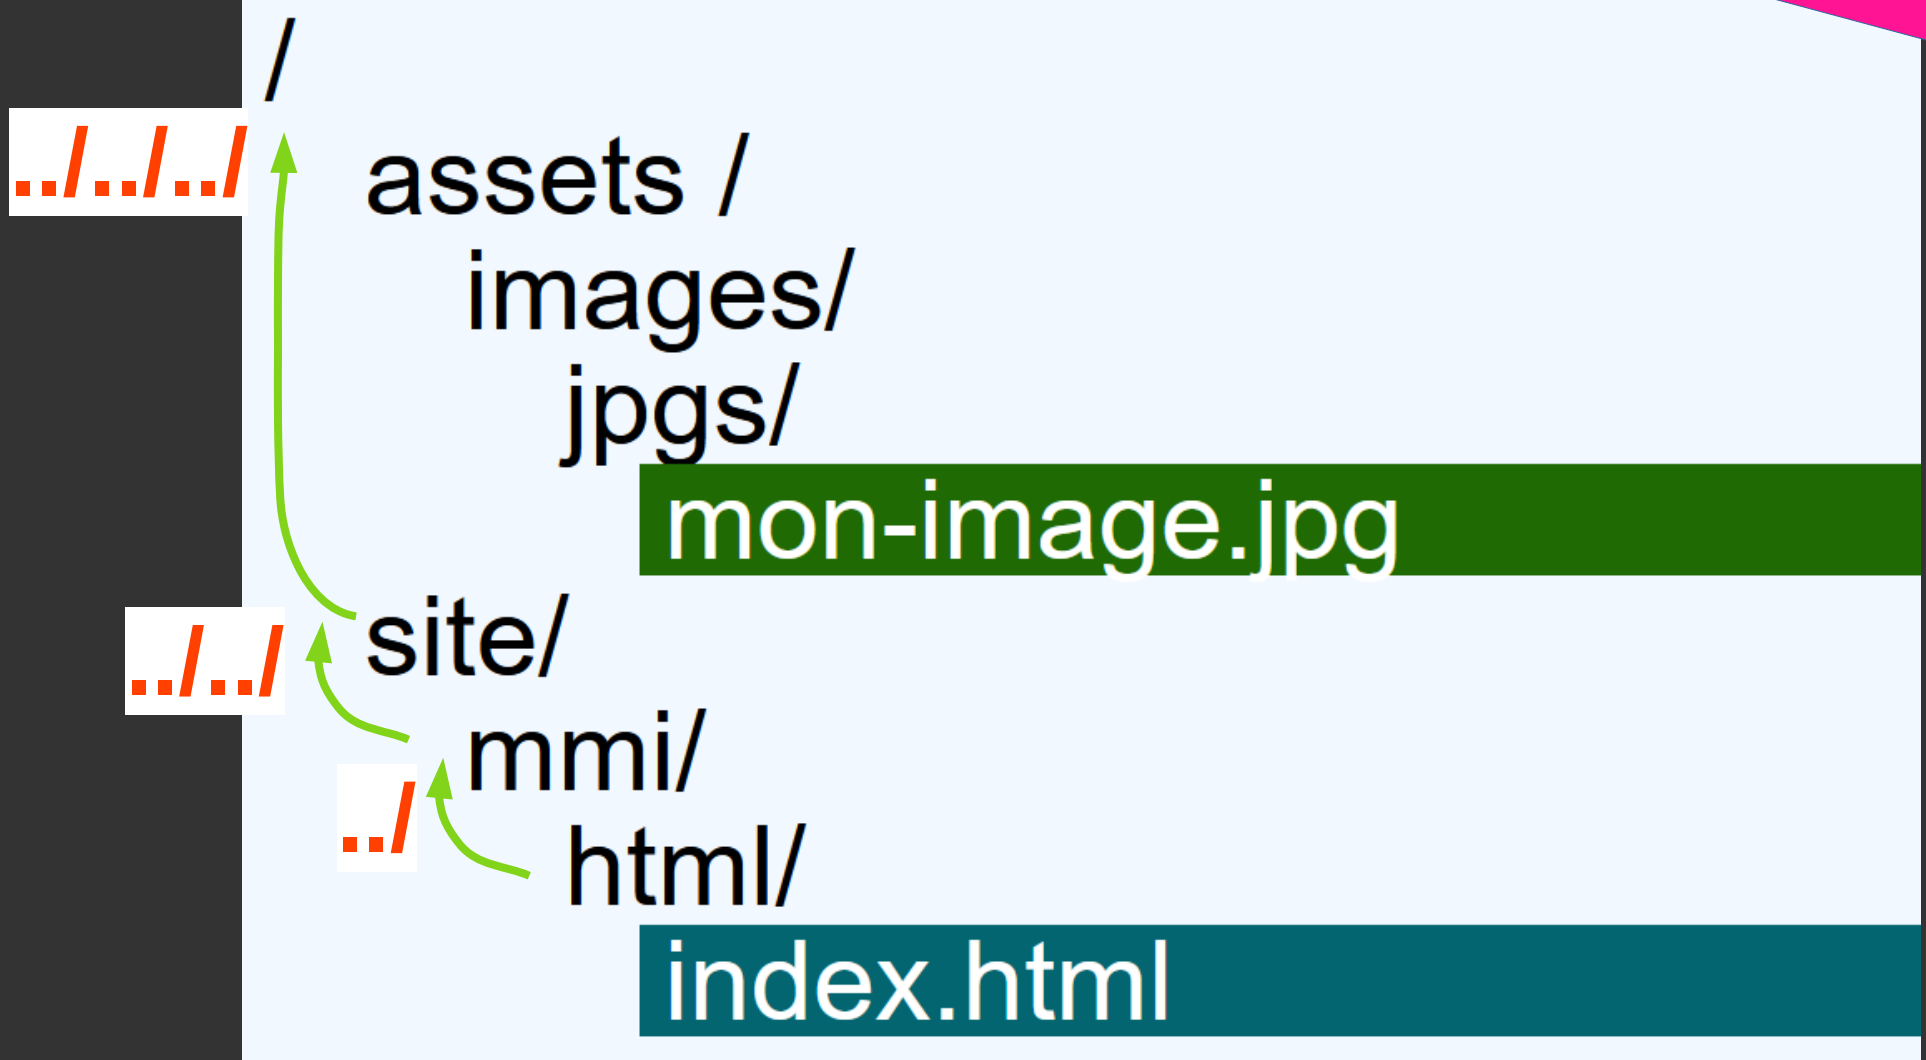 /
../../../
assets /
images/
jpgs/
mon-image.jpg
site/
../../
mmi/
../
html/
index.html